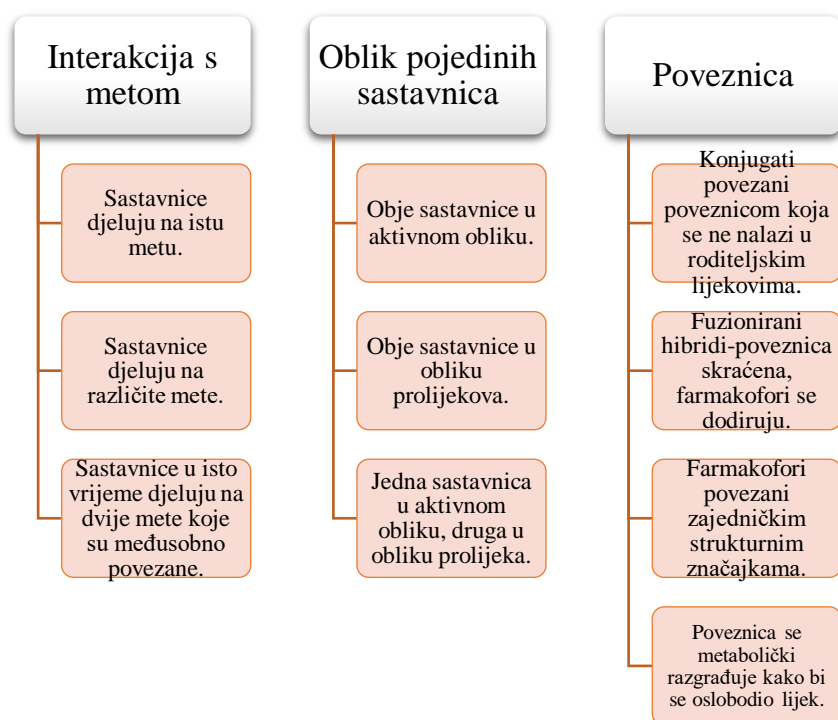 Interakcija s
metom
Sastavnice
djeluju na istu
metu.
Sastavnice
djeluju na
različite mete.
Sastavnice u isto
vrijeme djeluju na
dvije mete koje
su međusobno
povezane.
Oblik pojedinih
sastavnica
Obje sastavnice u
aktivnom obliku.
Obje sastavnice u
obliku
prolijekova.
Jedna sastavnica
u aktivnom
obliku, druga u
obliku prolijeka.
Poveznica
Konjugati
povezani
poveznicom koja
se ne nalazi u
roditeljskim
lijekovima.
Fuzionirani
hibridi-poveznica
skraćena,
farmakofori se
dodiruju.
Farmakofori
povezani
zajedničkim
strukturnim
značajkama.
Poveznica se
metabolički
razgrađuje kako bi
se oslobodio lijek.